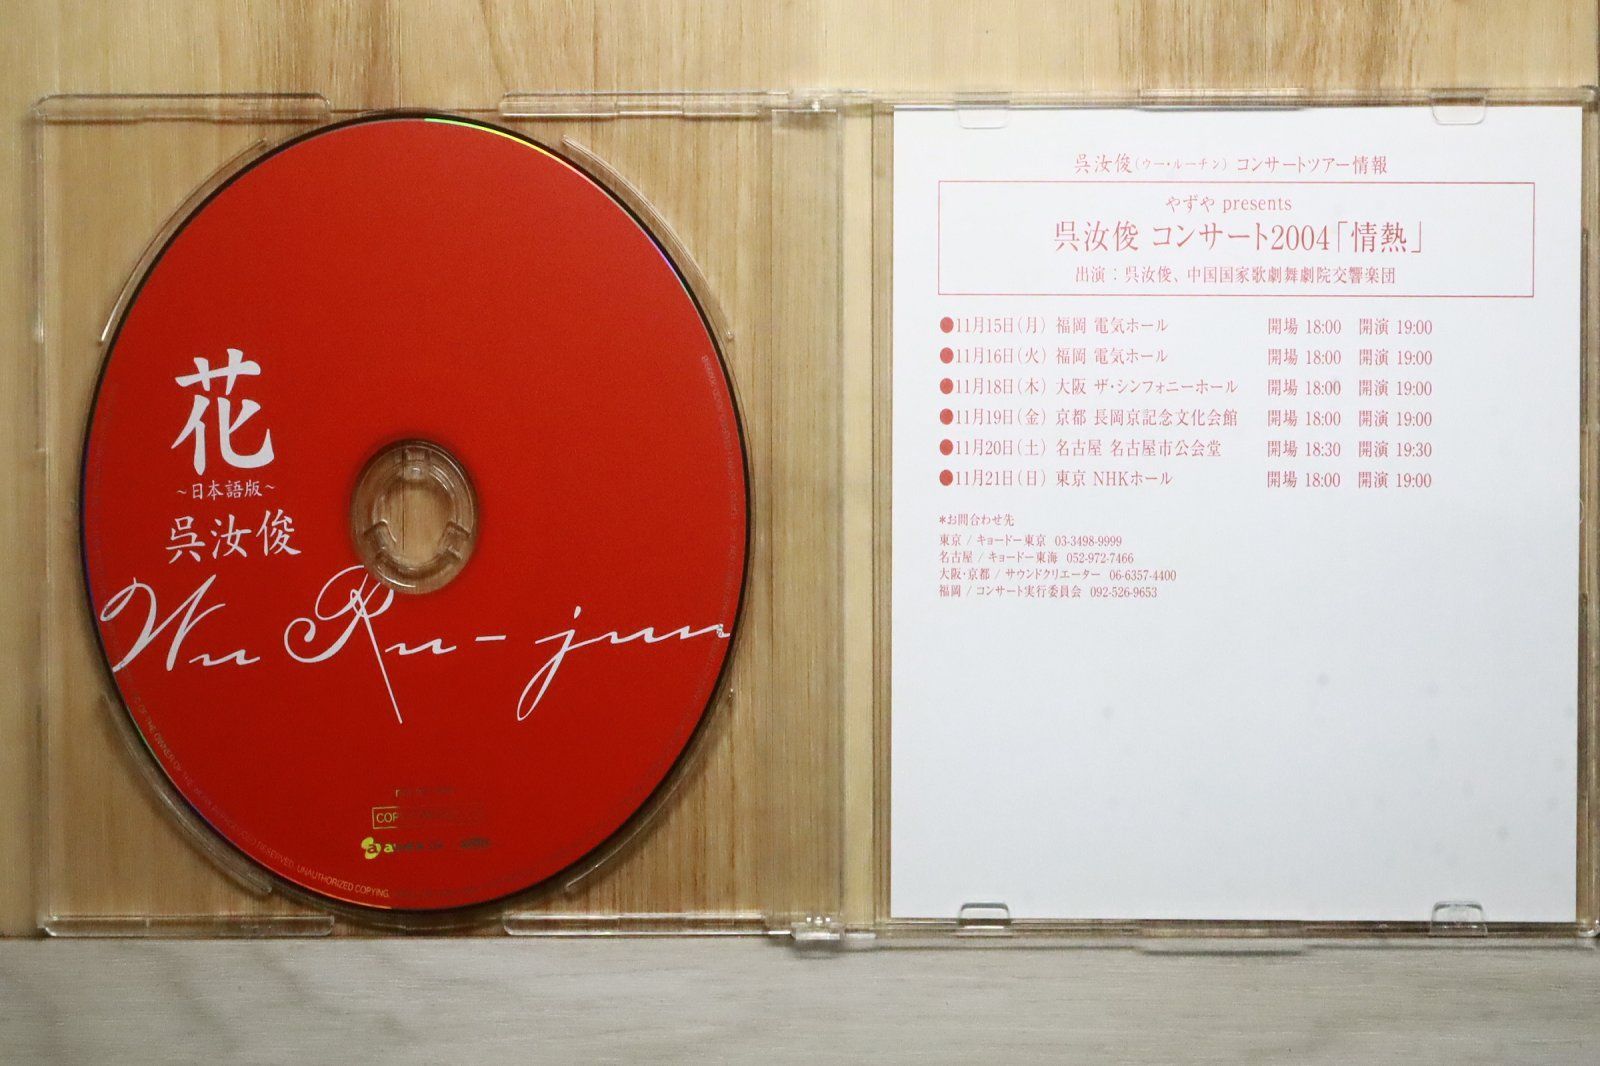 花
~日本語版~
呉汝俊
Wu Ru-jun
OF THE OWNER OF THE
RESERVED. UNAUTHORIZED COPYING,
呉汝俊(ウー・ルーチン) コンサートツアー情報
やずや presents
呉汝俊 コンサート2004「情熱」
出演：呉汝俊、中国国家歌劇舞劇院交響楽団
●11月15日(月) 福岡 電気ホール 開場 18:00 開演 19:00
●11月16日(火) 福岡 電気ホール 開場 18:00 開演 19:00
●11月18日(木) 大阪 ザ・シンフォニーホール 開場 18:00 開演 19:00
●11月19日(金) 京都 長岡京記念文化会館 開場 18:00 開演 19:00
●11月20日(土) 名古屋 名古屋市公会堂 開場 18:30 開演 19:30
●11月21日(日) 東京 NHKホール 開場 18:00 開演 19:00
*お問合わせ先
東京 / キョードー東京 03-3498-9999
名古屋 / キョードー東海 052-972-7466
大阪・京都 / サウンドクリエーター 06-6357-4400
福岡 / コンサート実行委員会 092-526-9653